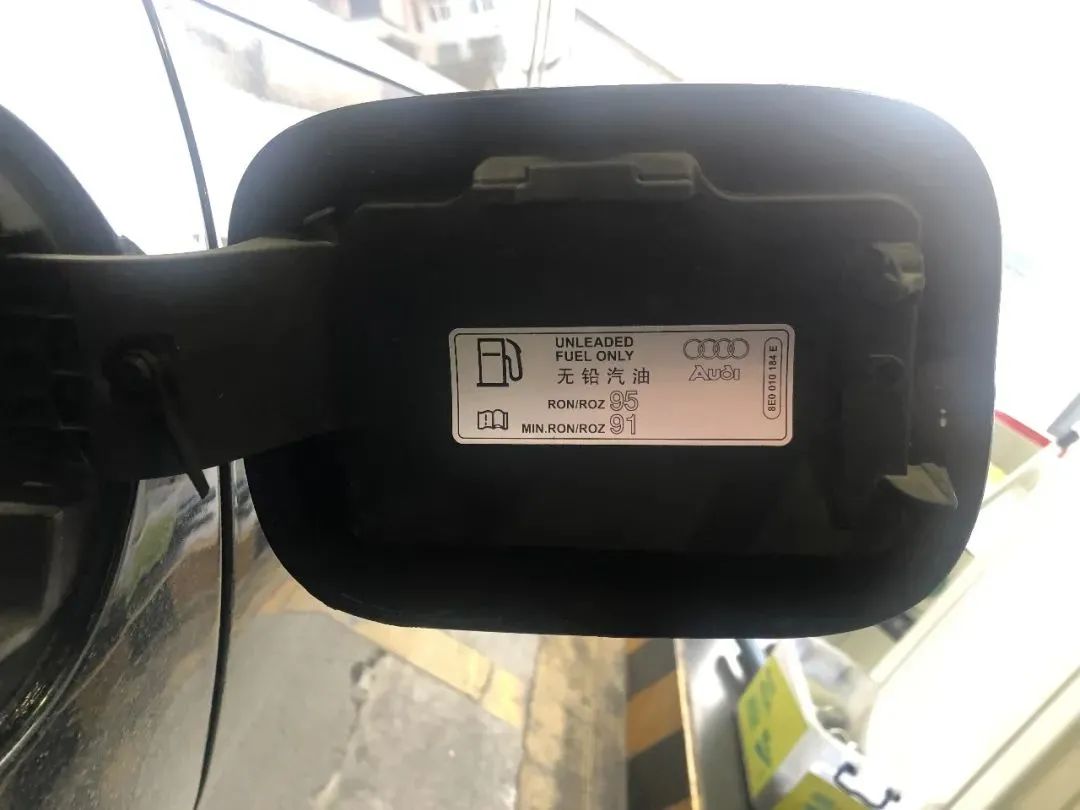 UNLEADED
FUEL ONLY
无铅汽油
RON/ROZ 95
MIN.RON/ROZ 91
Audi
8E0 010 184 E